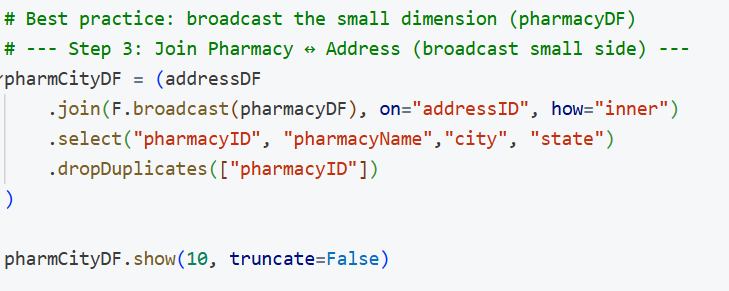 # Best practice: broadcast the small dimension (pharmacyDF)
# --- Step 3: Join Pharmacy ↔ Address (broadcast small side) ---
pharmCityDF = (addressDF
    .join(F.broadcast(pharmacyDF), on="addressID", how="inner")
    .select("pharmacyID", "pharmacyName","city", "state")
    .dropDuplicates(["pharmacyID"])
)

pharmCityDF.show(10, truncate=False)